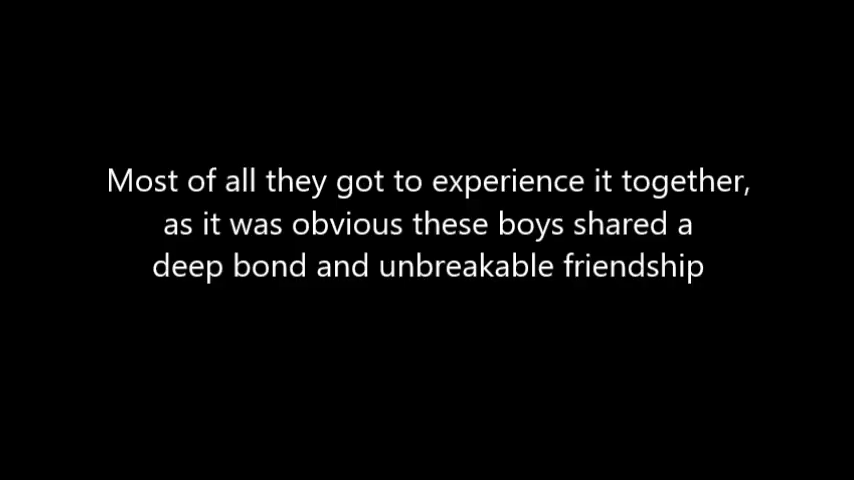 Most of all they got to experience it together,
as it was obvious these boys shared a
deep bond and unbreakable friendship